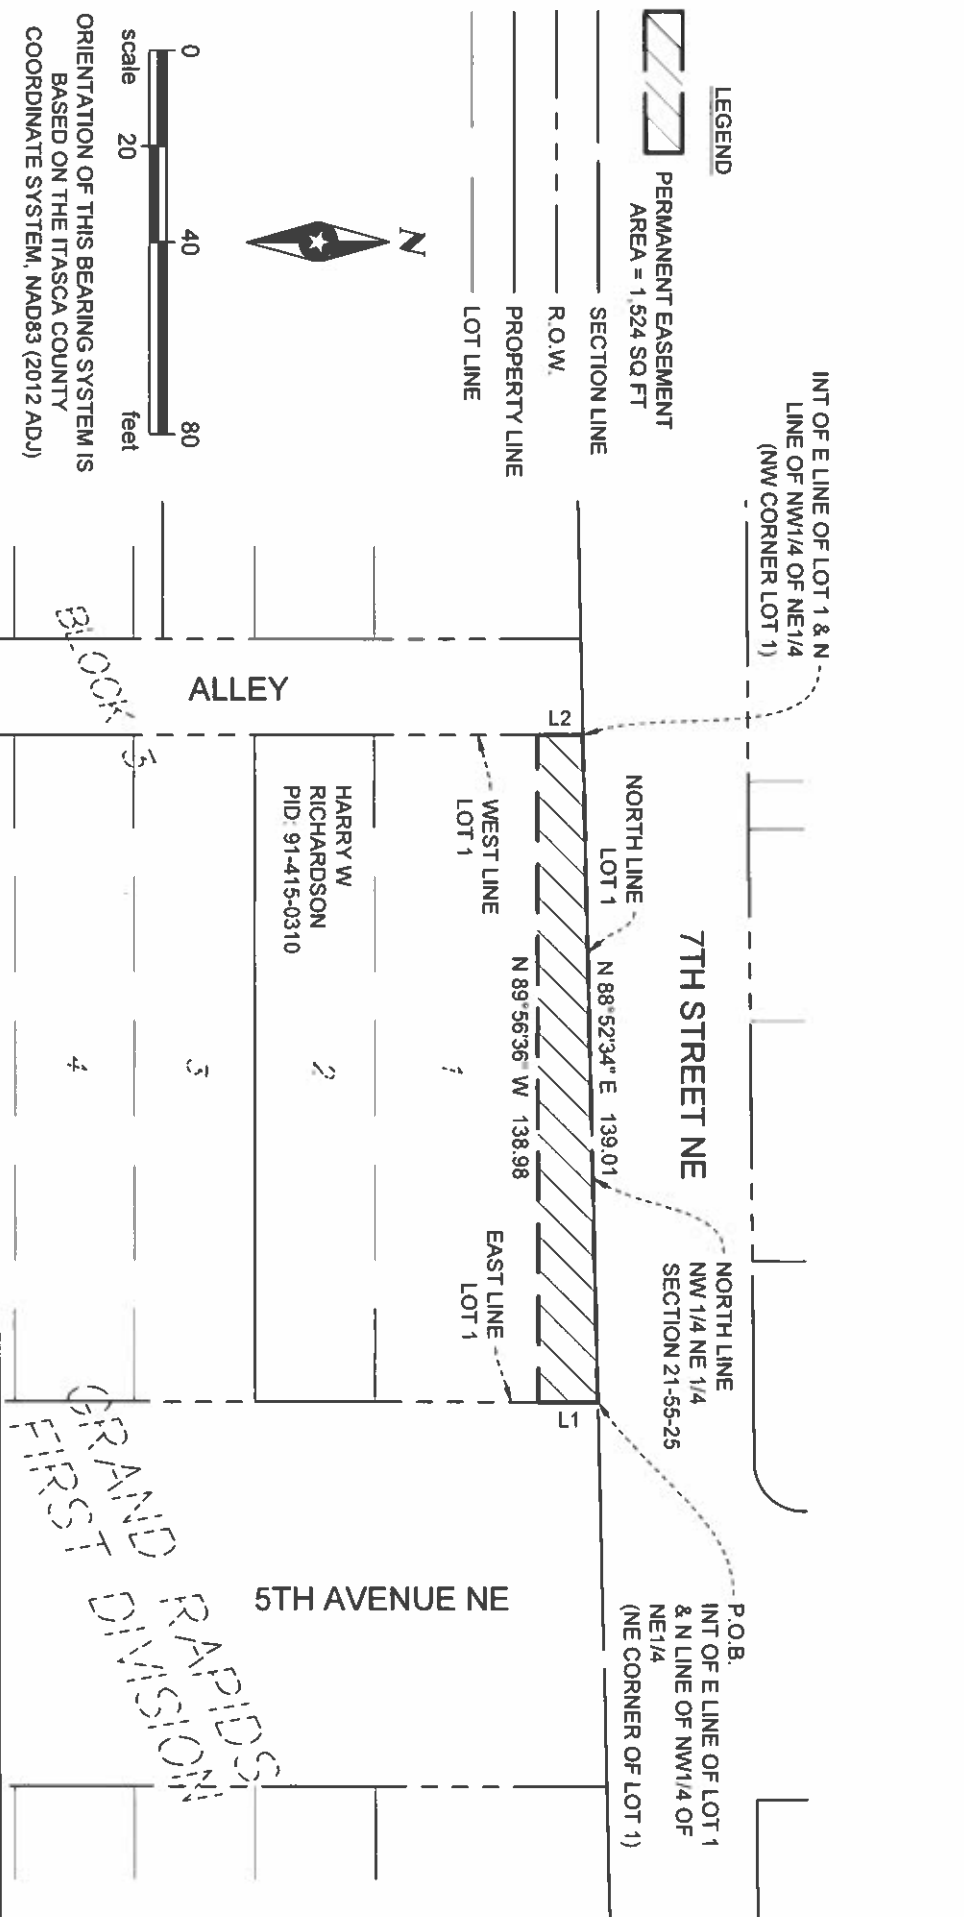 LEGEND
PERMANENT EASEMENT
AREA = 1,524 SQ FT
SECTION LINE
R.O.W.
PROPERTY LINE
LOT LINE
N
0 20 40 80
scale feet
ORIENTATION OF THIS BEARING SYSTEM IS
BASED ON THE ITASCA COUNTY
COORDINATE SYSTEM, NAD83 (2012 ADJ)
INT OF E LINE OF LOT 1 & N
LINE OF NW1/4 OF NE1/4
(NW CORNER LOT 1)
7TH STREET NE
NORTH LINE
LOT 1
N 88°52'34" E 139.01
NORTH LINE
NW 1/4 NE 1/4
SECTION 21-55-25
P.O.B.
INT OF E LINE OF LOT 1
& N LINE OF NW1/4 OF
NE1/4
(NE CORNER OF LOT 1)
L2
L1
N 89°56'36" W 138.98
WEST LINE
LOT 1
EAST LINE
LOT 1
ALLEY
HARRY W
RICHARDSON
PID: 91-415-0310
1
2
3
4
BLOCK 5
5TH AVENUE NE
GRAND RAPIDS
FIRST DIVISION